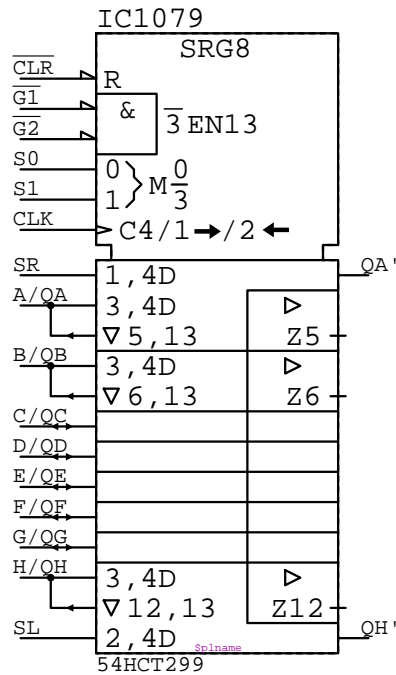 IC1079
SRG8
CLR
R
G1
&
G2
3 EN13
S0
0
M 0/3
S1
1
CLK
C4/1 → /2 ←
SR
1,4D
QA'
A/QA
3,4D
▷
▽ 5,13
Z5
B/QB
3,4D
▷
▽ 6,13
Z6
C/QC
D/QD
E/QE
F/QF
G/QG
H/QH
3,4D
▷
▽ 12,13
Z12
SL
2,4D
$plname
QH'
54HCT299